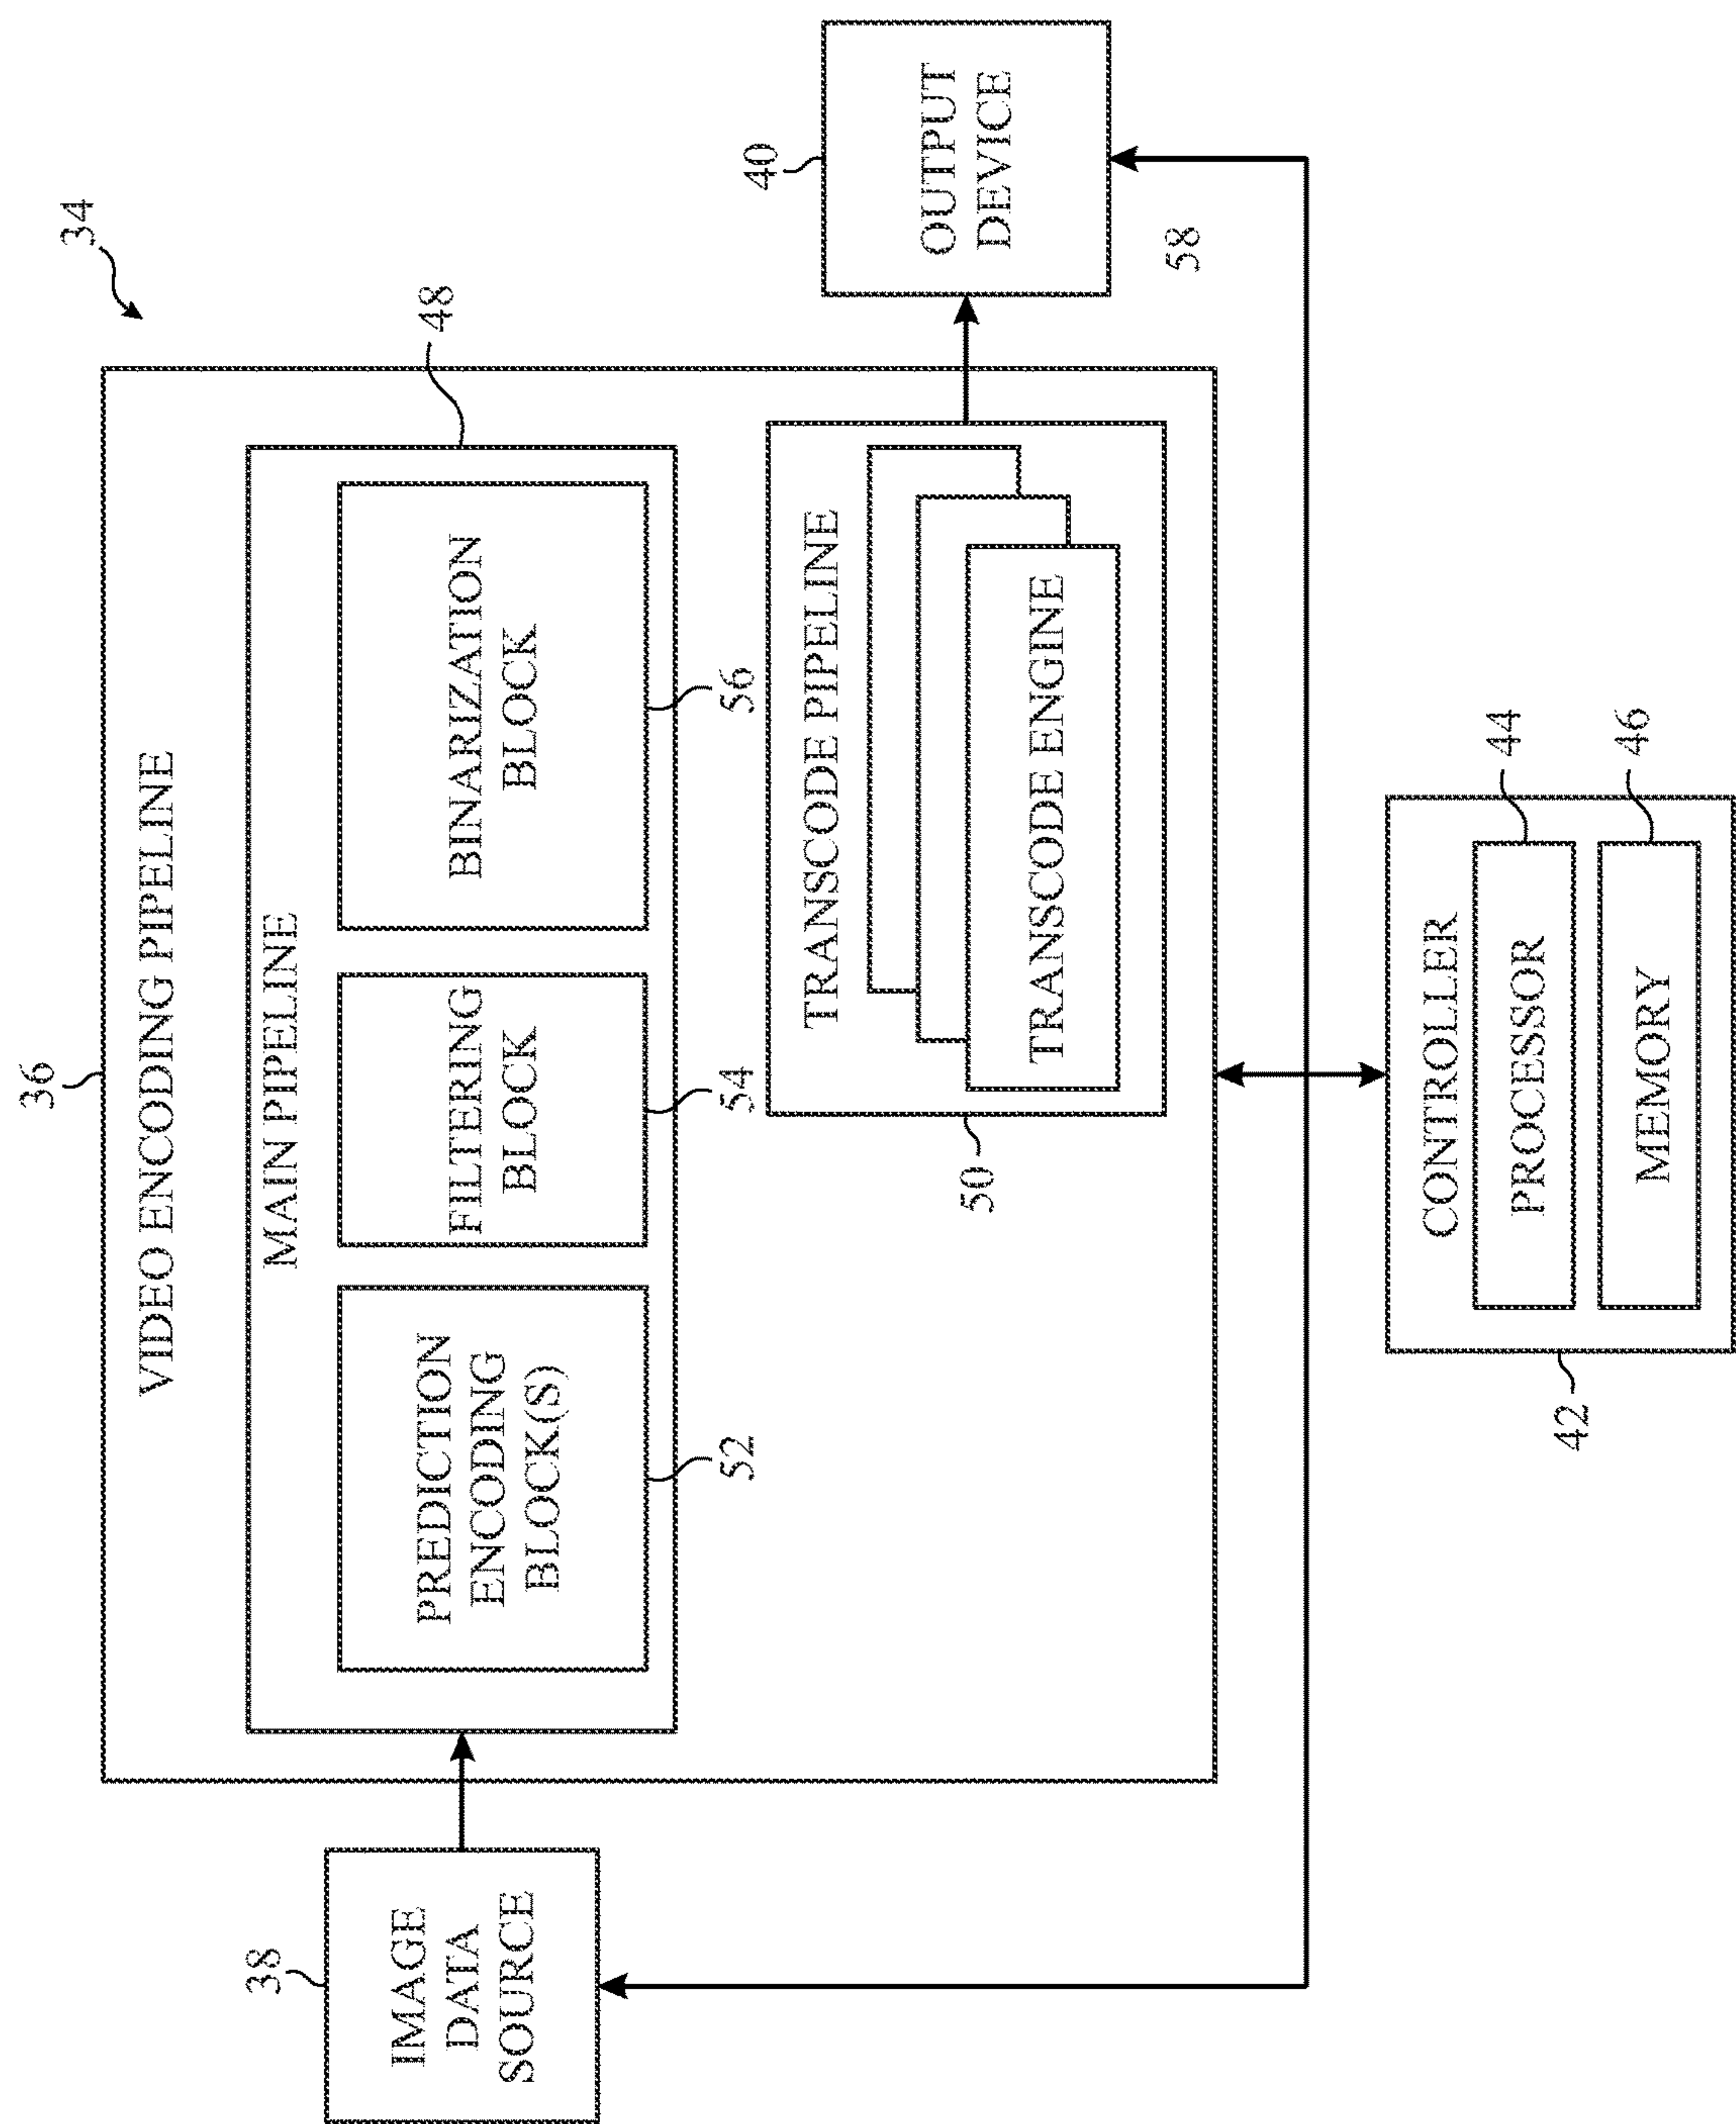 34
36
VIDEO ENCODING PIPELINE
48
MAIN PIPELINE
PREDICTION
ENCODING
BLOCK(S)
52
FILTERING
BLOCK
54
BINARIZATION
BLOCK
56
38
IMAGE
DATA
SOURCE
TRANSCODE PIPELINE
TRANSCODE ENGINE
50
40
OUTPUT
DEVICE
58
CONTROLLER
PROCESSOR
44
MEMORY
46
42